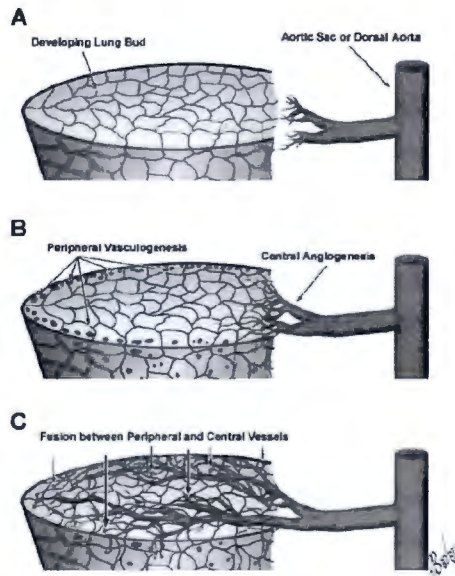 A
Developing Lung Bud
Aortic Sac or Dorsal Aorta
B
Peripheral Vasculogenesis
Central Angiogenesis
C
Fusion between Peripheral and Central Vessels